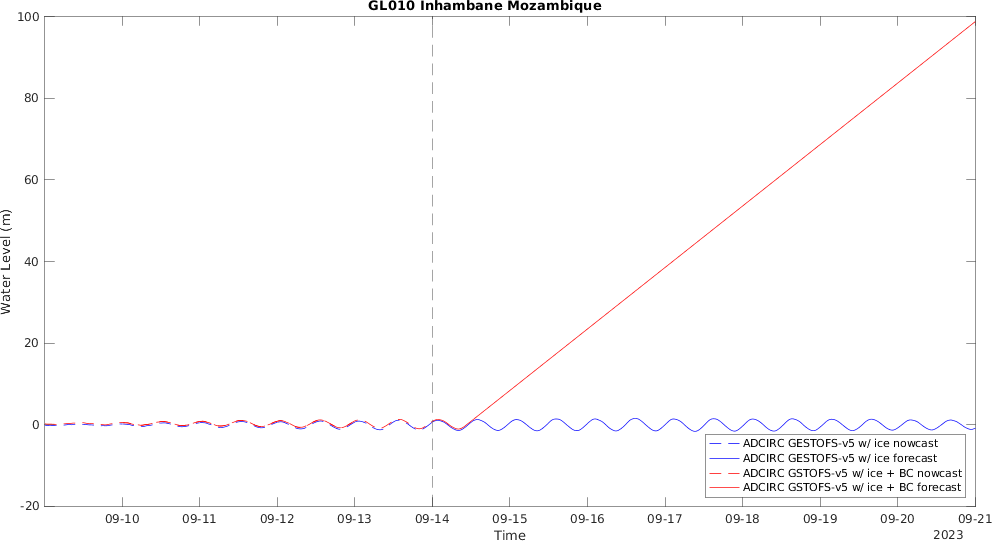 GL010 Inhambane Mozambique
100
80
60
40
20
0
-20
Water Level (m)
09-10 09-11 09-12 09-13 09-14 09-15 09-16 09-17 09-18 09-19 09-20 09-21
Time
2023
ADCIRC GESTOFS-v5 w/ ice nowcast
ADCIRC GESTOFS-v5 w/ ice forecast
ADCIRC GSTOFS-v5 w/ ice + BC nowcast
ADCIRC GSTOFS-v5 w/ ice + BC forecast